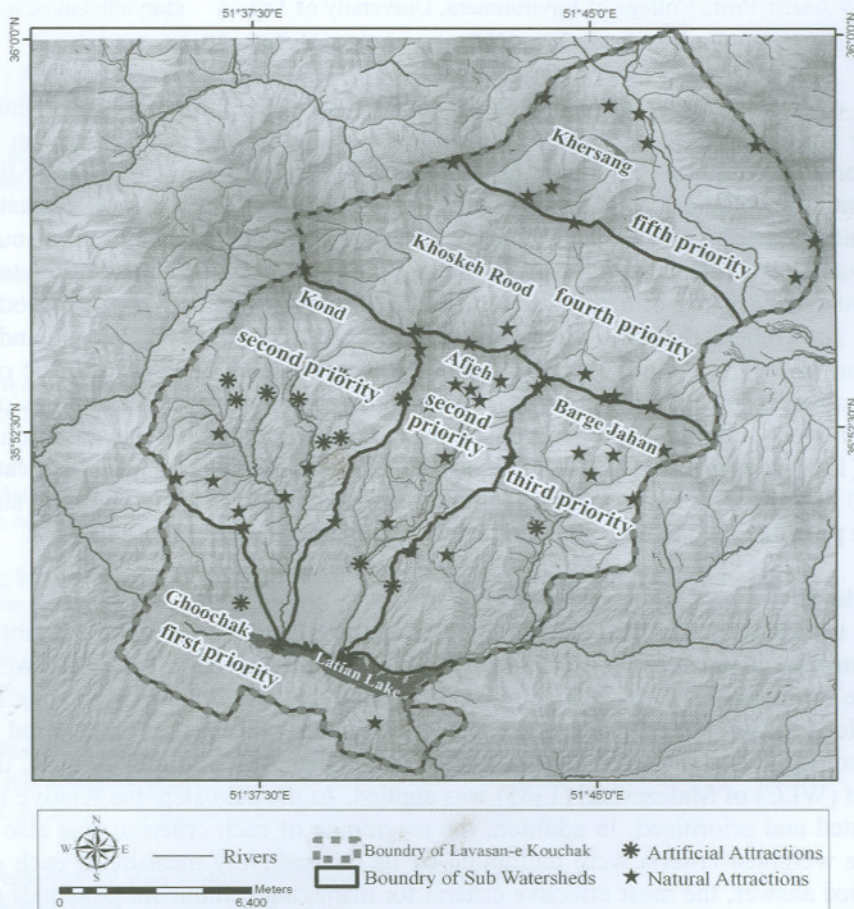 51°37'30"E
51°45'0"E
36°0'0"N
36°0'0"N
Khersang
fifth priority
Khoskeh Rood
fourth priority
Kond
second priority
Afjeh
second
priority
Barge Jahan
third priority
35°52'30"N
Ghoochak
first priority
Latian Lake
51°37'30"E
51°45'0"E
N
W
E
S
Rivers
Meters
0
6,400
Boundry of Lavasan-e Kouchak
Boundry of Sub Watersheds
Artificial Attractions
Natural Attractions